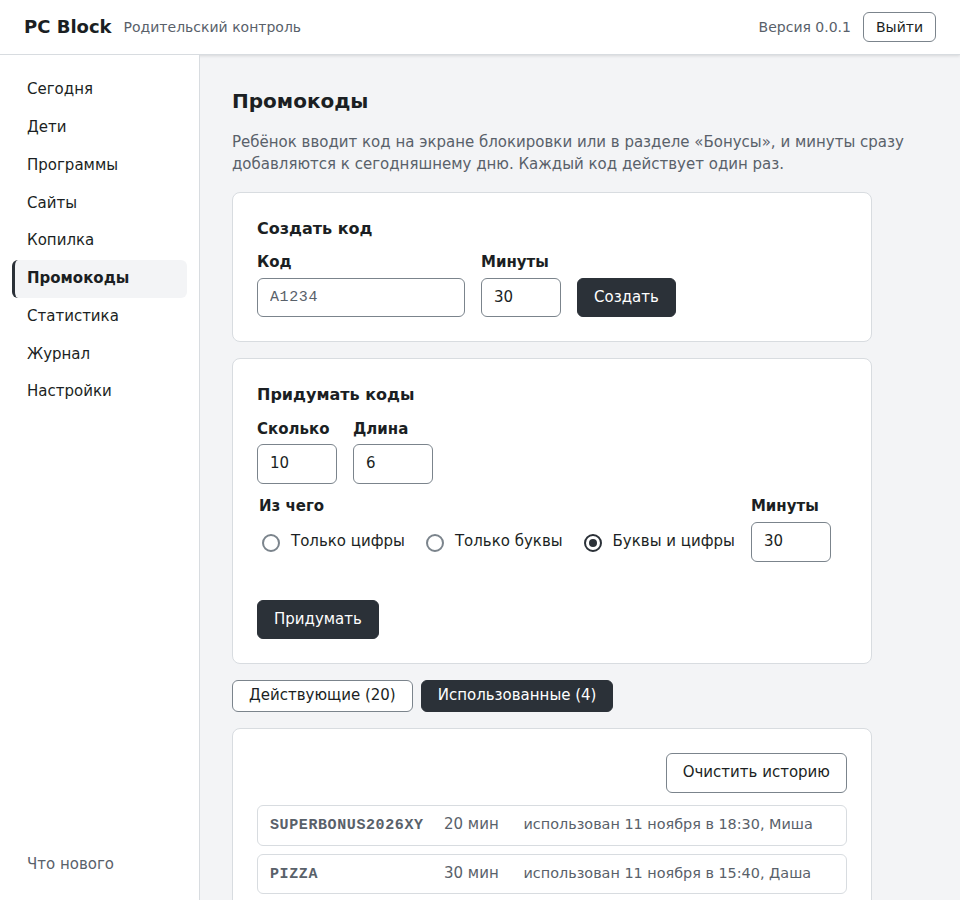 PC Block Родительский контроль Версия 0.0.1 Выйти
Сегодня
Дети
Программы
Сайты
Копилка
Промокоды
Статистика
Журнал
Настройки
Что нового
Промокоды
Ребёнок вводит код на экране блокировки или в разделе «Бонусы», и минуты сразу
добавляются к сегодняшнему дню. Каждый код действует один раз.
Создать код
Код Минуты
A1234 30 Создать
Придумать коды
Сколько Длина
10 6
Из чего Минуты
Только цифры Только буквы Буквы и цифры 30
Придумать
Действующие (20) Использованные (4)
Очистить историю
SUPERBONUS2026XY 20 мин использован 11 ноября в 18:30, Миша
PIZZA 30 мин использован 11 ноября в 15:40, Даша